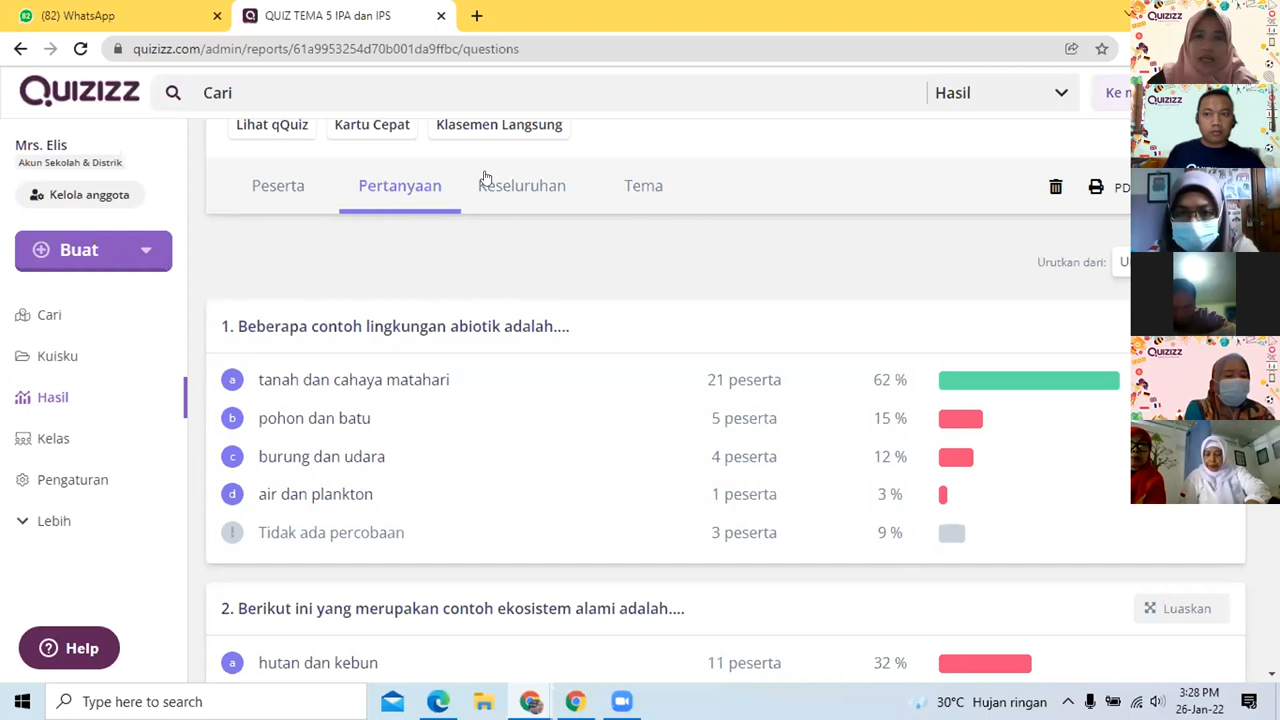 (82) WhatsApp
QUIZ TEMA 5 IPA dan IPS
quizizz.com/admin/reports/61a9953254d70b001da9ffbc/questions
QUIZIZZ
Cari
Hasil
Ke m
Mrs. Elis
Akun Sekolah & Distrik
Kelola anggota
Buat
Cari
Kuisku
Hasil
Kelas
Pengaturan
Lebih
Help
Lihat qQuiz
Kartu Cepat
Klasemen Langsung
Peserta
Pertanyaan
Keseluruhan
Tema
PD
Urutkan dari:
U
1. Beberapa contoh lingkungan abiotik adalah....
a tanah dan cahaya matahari 21 peserta 62 %
b pohon dan batu 5 peserta 15 %
c burung dan udara 4 peserta 12 %
d air dan plankton 1 peserta 3 %
! Tidak ada percobaan 3 peserta 9 %
2. Berikut ini yang merupakan contoh ekosistem alami adalah....
Luaskan
a hutan dan kebun 11 peserta 32 %
QUIZIZZ
QUIZIZZ
QUIZIZZ
Type here to search
30°C Hujan ringan
3:28 PM
26-Jan-22